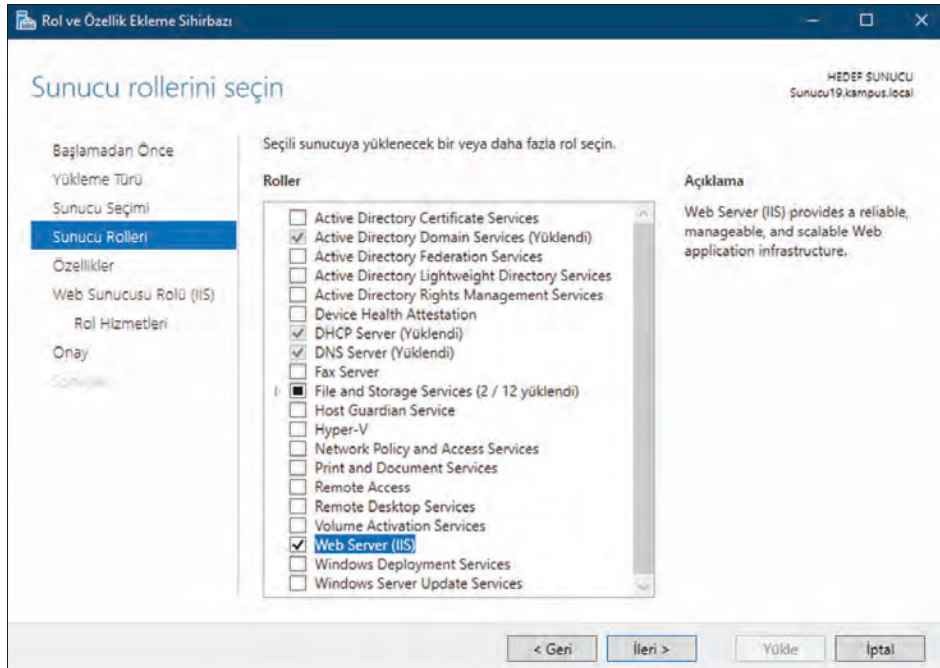 Rol ve Özellik Ekleme Sihirbazı
Sunucu rollerini seçin
HEDEF SUNUCU
Sunucu19.kampus.local
Başlamadan Önce
Yükleme Türü
Sunucu Seçimi
Sunucu Rolleri
Özellikler
Web Sunucusu Rolü (IIS)
Rol Hizmetleri
Onay
Seçili sunucuya yüklenecek bir veya daha fazla rol seçin.
Roller
Active Directory Certificate Services
Active Directory Domain Services (Yüklendi)
Active Directory Federation Services
Active Directory Lightweight Directory Services
Active Directory Rights Management Services
Device Health Attestation
DHCP Server (Yüklendi)
DNS Server (Yüklendi)
Fax Server
File and Storage Services (2 / 12 yüklendi)
Host Guardian Service
Hyper-V
Network Policy and Access Services
Print and Document Services
Remote Access
Remote Desktop Services
Volume Activation Services
Web Server (IIS)
Windows Deployment Services
Windows Server Update Services
Açıklama
Web Server (IIS) provides a reliable,
manageable, and scalable Web
application infrastructure.
< Geri
İleri >
Yükle
İptal